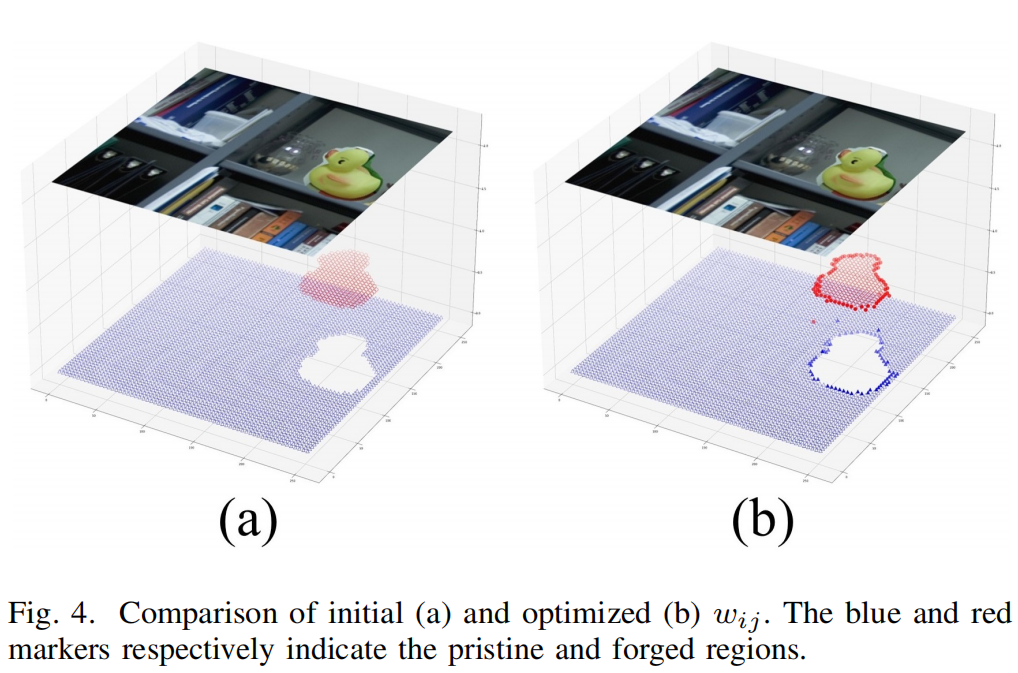 (a)
(b)
Fig. 4. Comparison of initial (a) and optimized (b) w_{ij}. The blue and red
markers respectively indicate the pristine and forged regions.